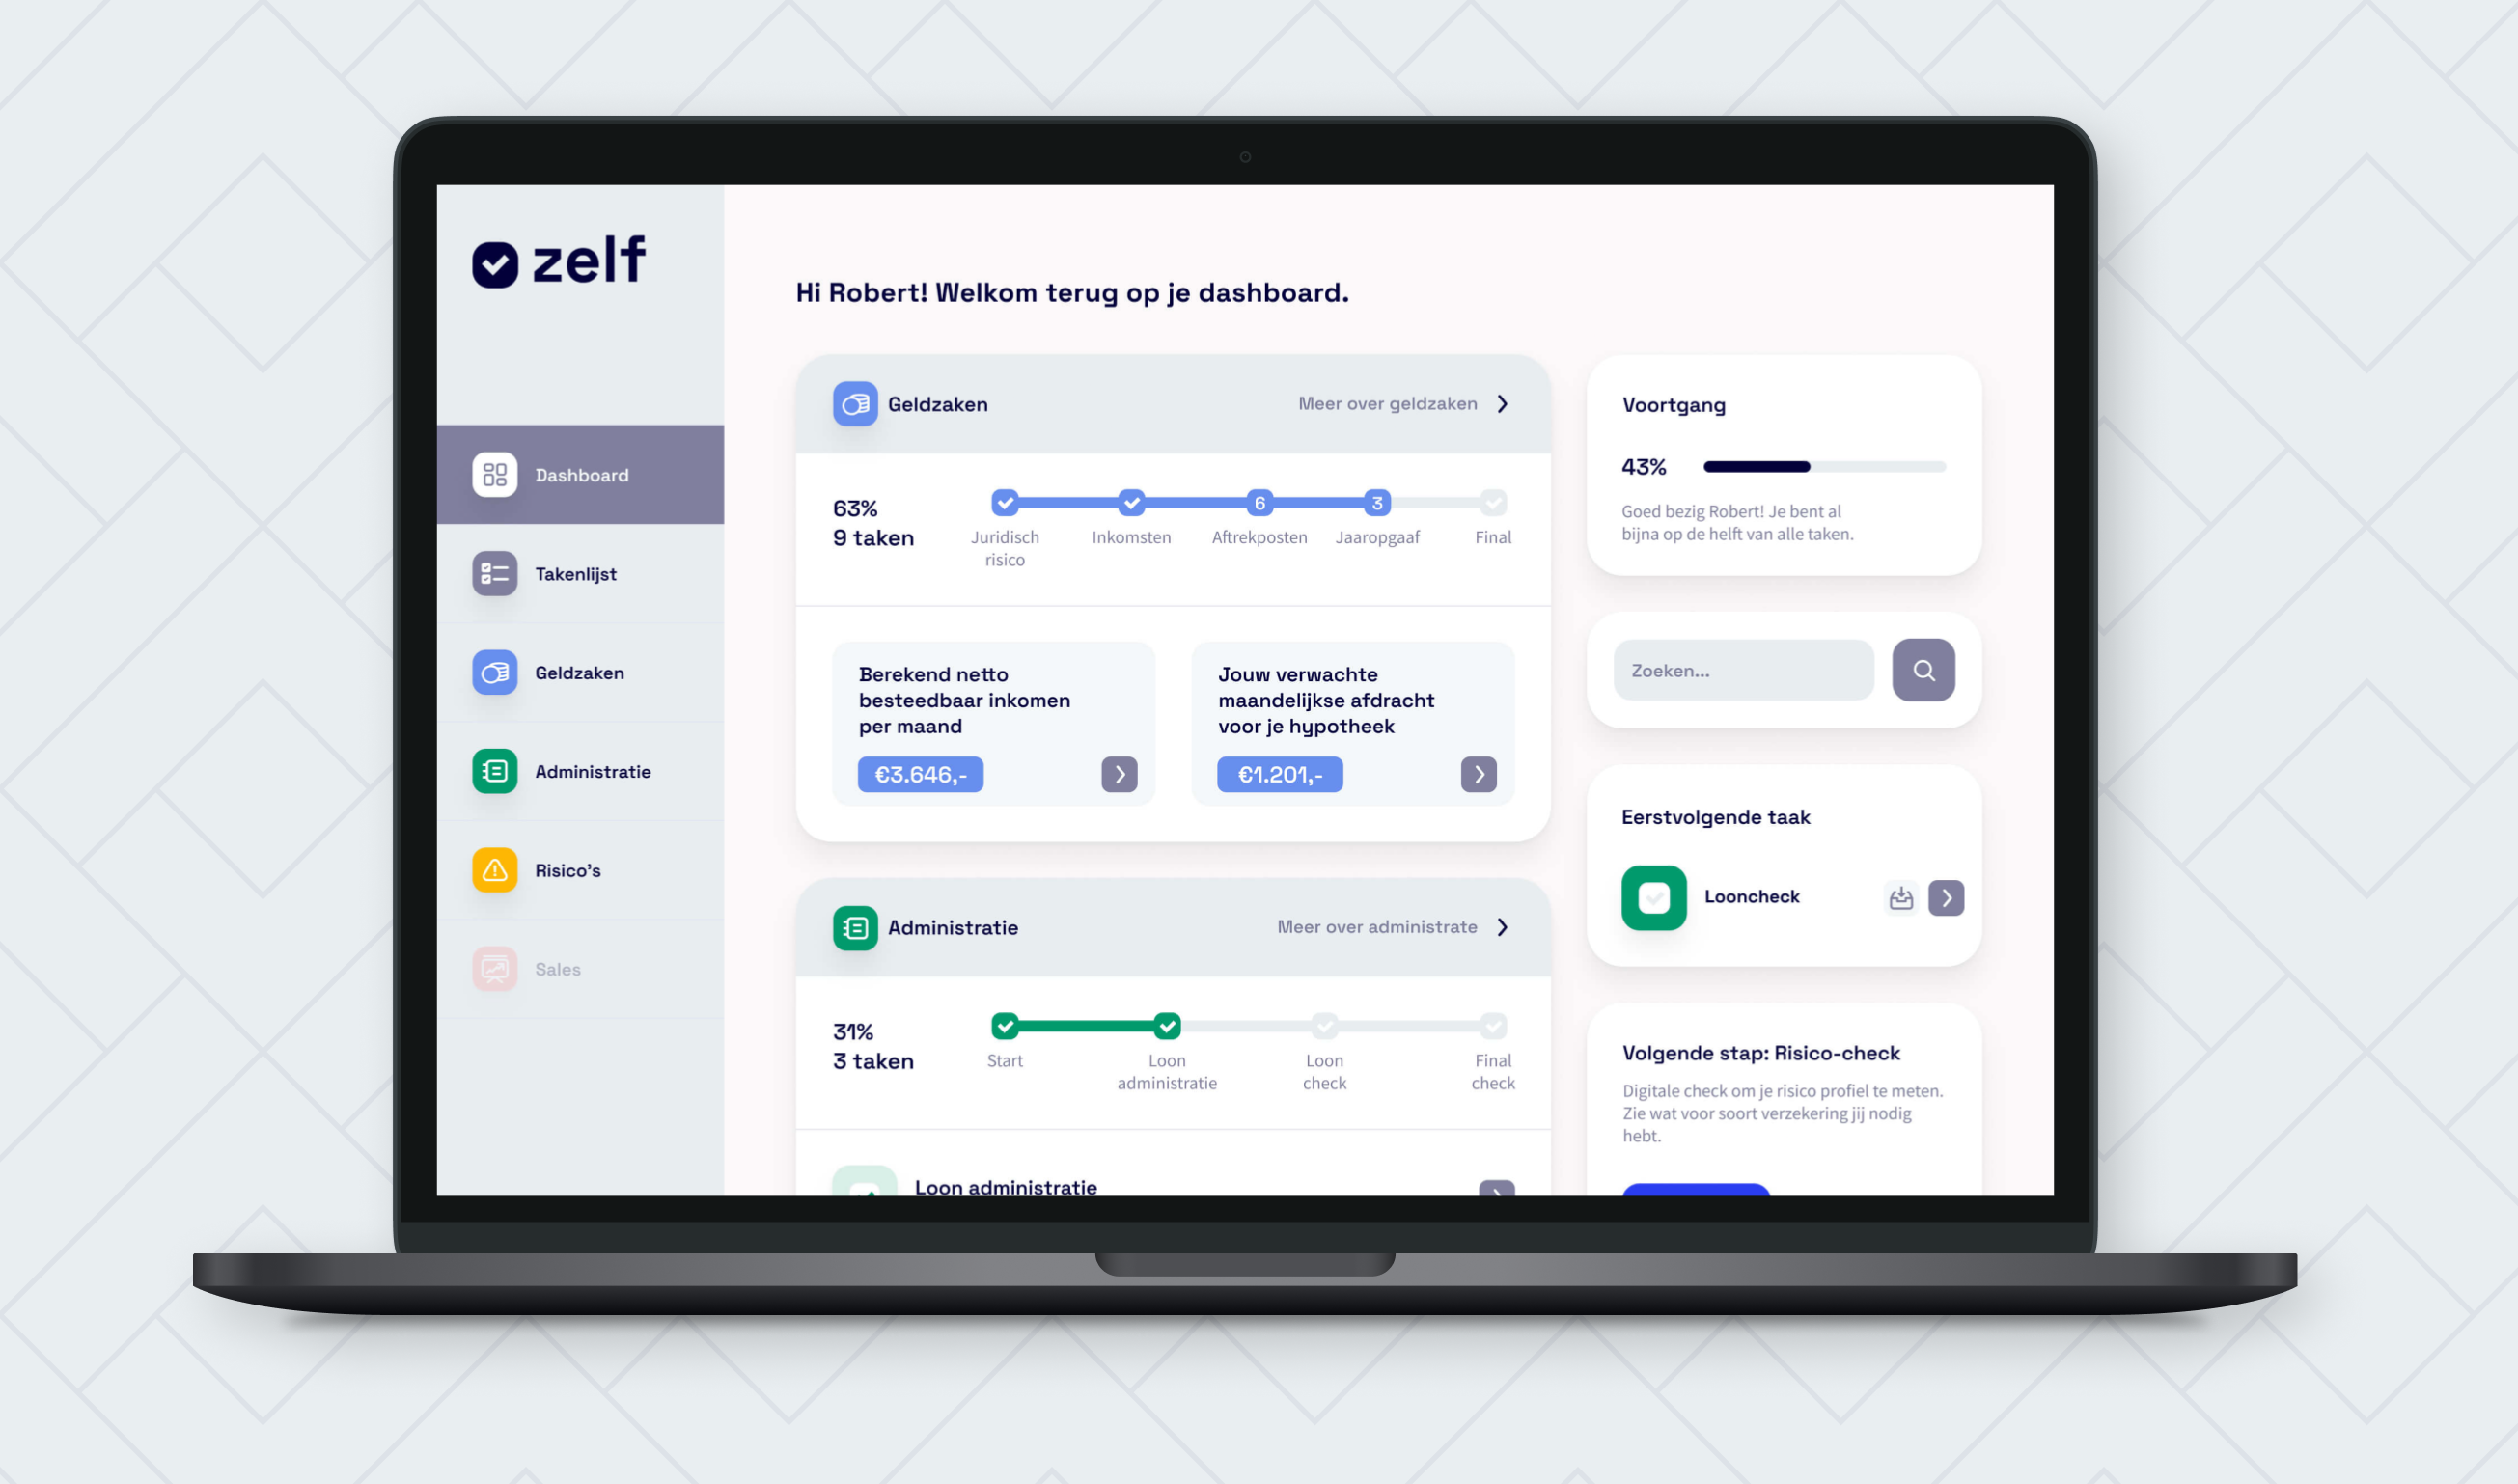 zelf
Dashboard
Takenlijst
Geldzaken
Administratie
Risico's
Sales
Hi Robert! Welkom terug op je dashboard.
Geldzaken
Meer over geldzaken
63%
9 taken
6
3
Juridisch
risico
Inkomsten
Aftrekposten
Jaaropgaaf
Final
Berekend netto
besteedbaar inkomen
per maand
€3.646,-
Jouw verwachte
maandelijkse afdracht
voor je hypotheek
€1.201,-
Administratie
Meer over administrate
31%
3 taken
Start
Loon
administratie
Loon
check
Final
check
Loon administratie
Voortgang
43%
Goed bezig Robert! Je bent al
bijna op de helft van alle taken.
Zoeken...
Eerstvolgende taak
Looncheck
Volgende stap: Risico-check
Digitale check om je risico profiel te meten.
Zie wat voor soort verzekering jij nodig
hebt.